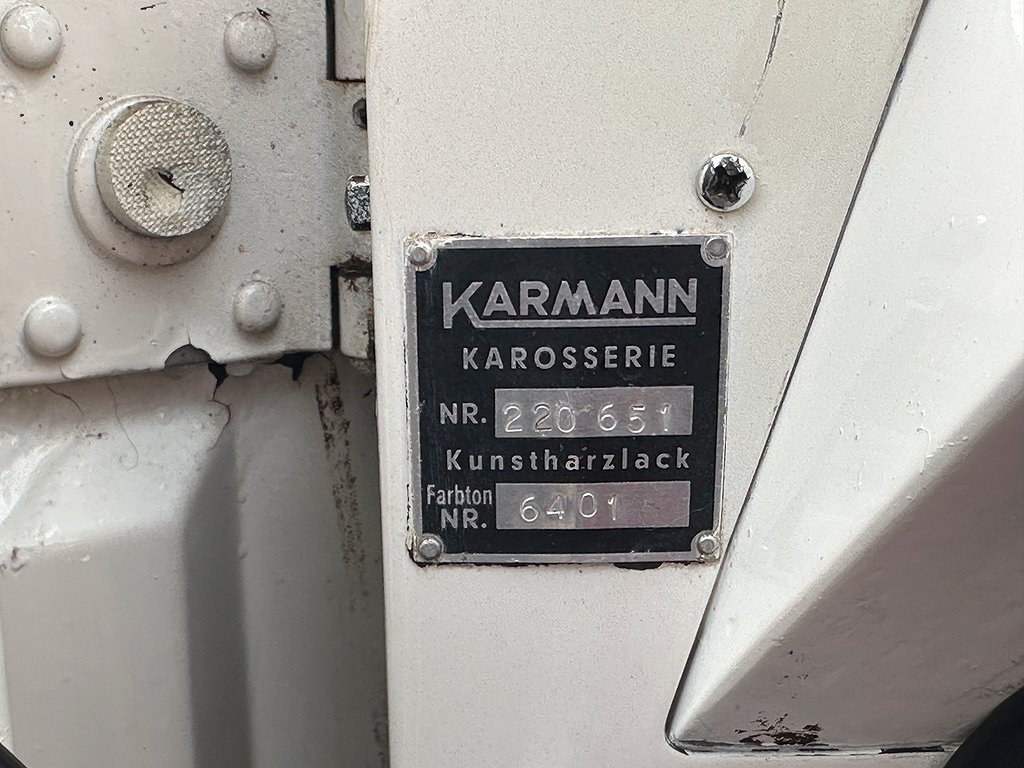 KARMANN
KAROSSERIE
NR. 220 651
Kunstharzlack
Farbton
NR. 6401